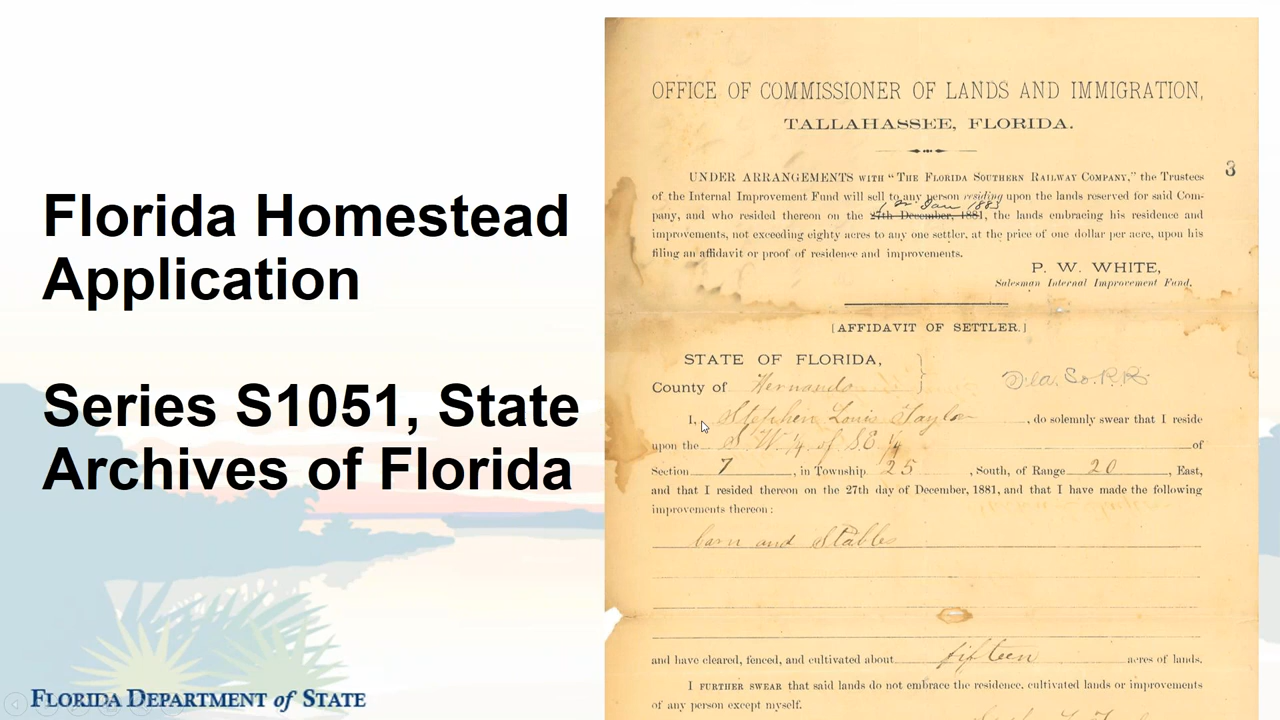 Florida Homestead
Application
Series S1051, State
Archives of Florida
FLORIDA DEPARTMENT of STATE
OFFICE OF COMMISSIONER OF LANDS AND IMMIGRATION,
TALLAHASSEE, FLORIDA.
3
UNDER ARRANGEMENTS WITH "THE FLORIDA SOUTHERN RAILWAY COMPANY," the Trustees
of the Internal Improvement Fund will sell to any person residing upon the lands reserved for said Com-
1st Jan 1883
pany, and who resided thereon on the 27th December, 1881, the lands embracing his residence and
improvements, not exceeding eighty acres to any one settler, at the price of one dollar per acre, upon his
filing an affidavit or proof of residence and improvements.
P. W. WHITE,
Salesman Internal Improvement Fund.
[AFFIDAVIT OF SETTLER.]
STATE OF FLORIDA,
County of Hernando
Fla. So. R.R.
I, Stephen Louis Taylor, do solemnly swear that I reside
upon the S.W. 1/4 of S.E. 1/4 of
Section 7, in Township 25, South, of Range 20, East,
and that I resided thereon on the 27th day of December, 1881, and that I have made the following
improvements thereon:
barn and Stables
and have cleared, fenced, and cultivated about fifteen acres of lands.
I FURTHER SWEAR that said lands do not embrace the residence, cultivated lands or improvements
of any person except myself.